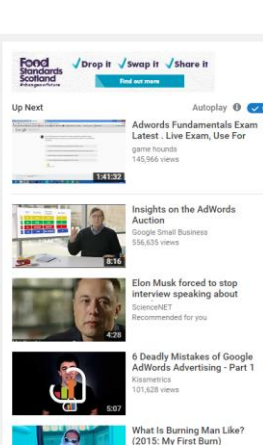 Food
Standards
Scotland
✓Drop it ✓Swap it ✓Share it
Find out more
Up Next
Autoplay
Adwords Fundamentals Exam
Latest . Live Exam, Use For
game hounds
145,966 views
1:41:32
Insights on the AdWords
Auction
Google Small Business
556,635 views
8:16
Elon Musk forced to stop
interview speaking about
ScienceNET
Recommended for you
4:28
6 Deadly Mistakes of Google
AdWords Advertising - Part 1
Kissmetrics
101,628 views
5:07
What Is Burning Man Like?
(2015: My First Burn)